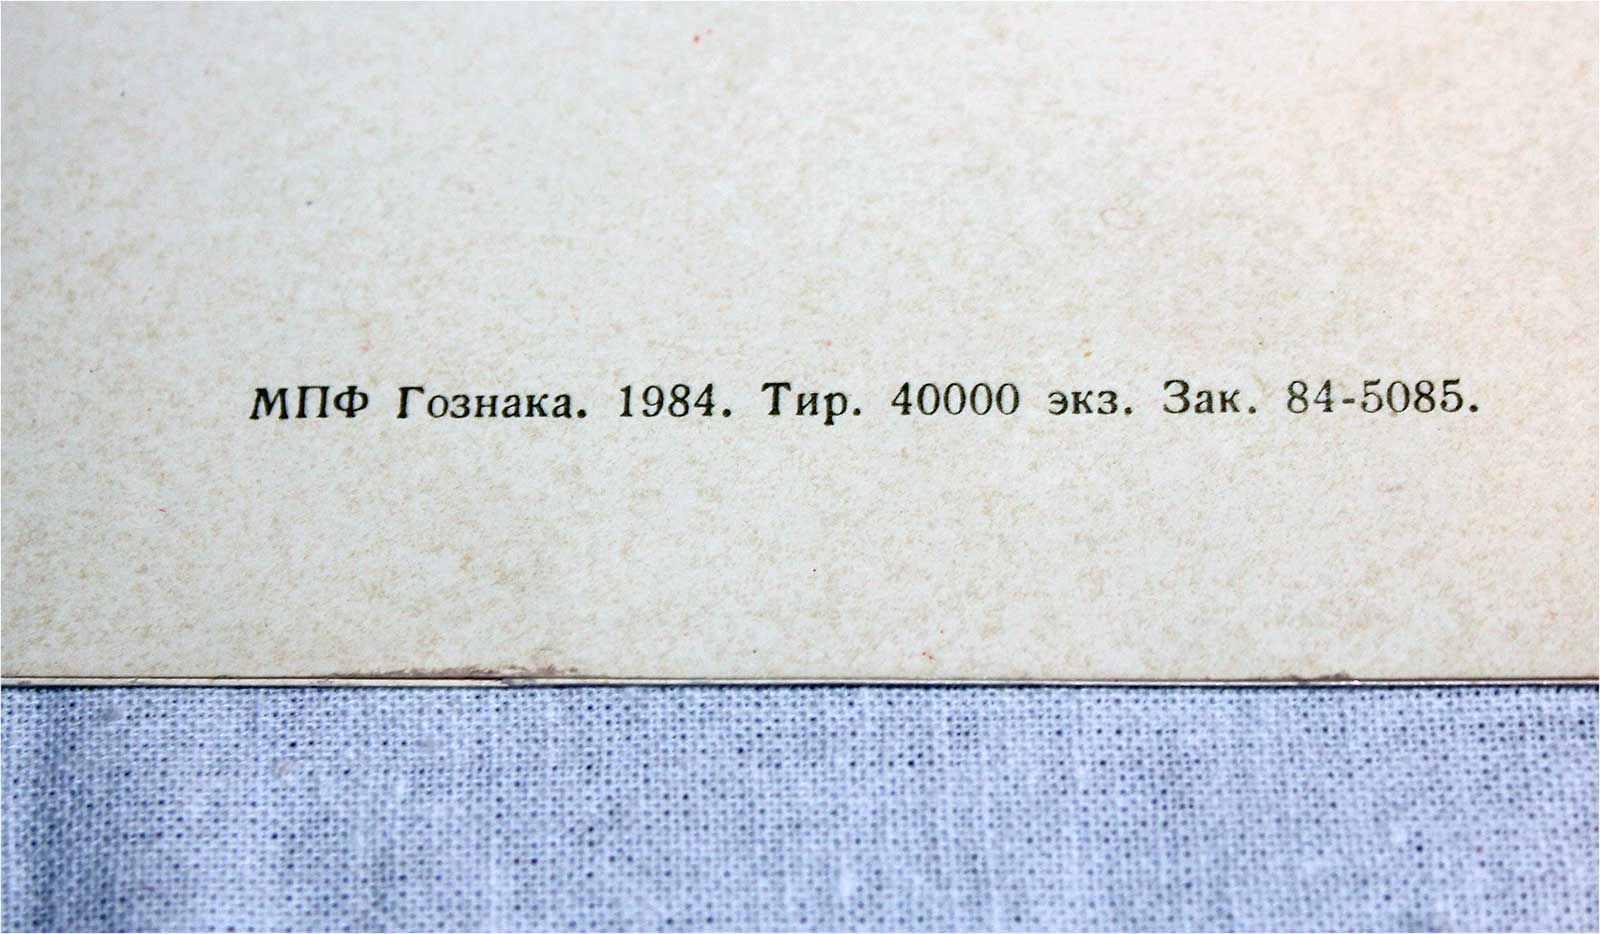 МПФ Гознака. 1984. Тир. 40000 экз. Зак. 84-5085.